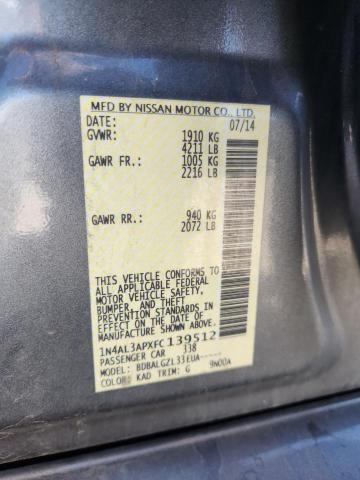 MFD BY NISSAN MOTOR CO., LTD.
DATE: 07/14
GVWR: 1910 KG
4211 LB
GAWR FR.: 1005 KG
2216 LB
GAWR RR.: 940 KG
2072 LB
THIS VEHICLE CONFORMS TO
ALL APPLICABLE FEDERAL
MOTOR VEHICLE SAFETY,
BUMPER, AND THEFT
PREVENTION STANDARDS IN
EFFECT ON THE DATE OF
MANUFACTURE SHOWN ABOVE.
1N4AL3APXFC139512
PASSENGER CAR 338
MODEL: BDBALGZL33EUA-----
COLOR: KAD TRIM: G 9N00A